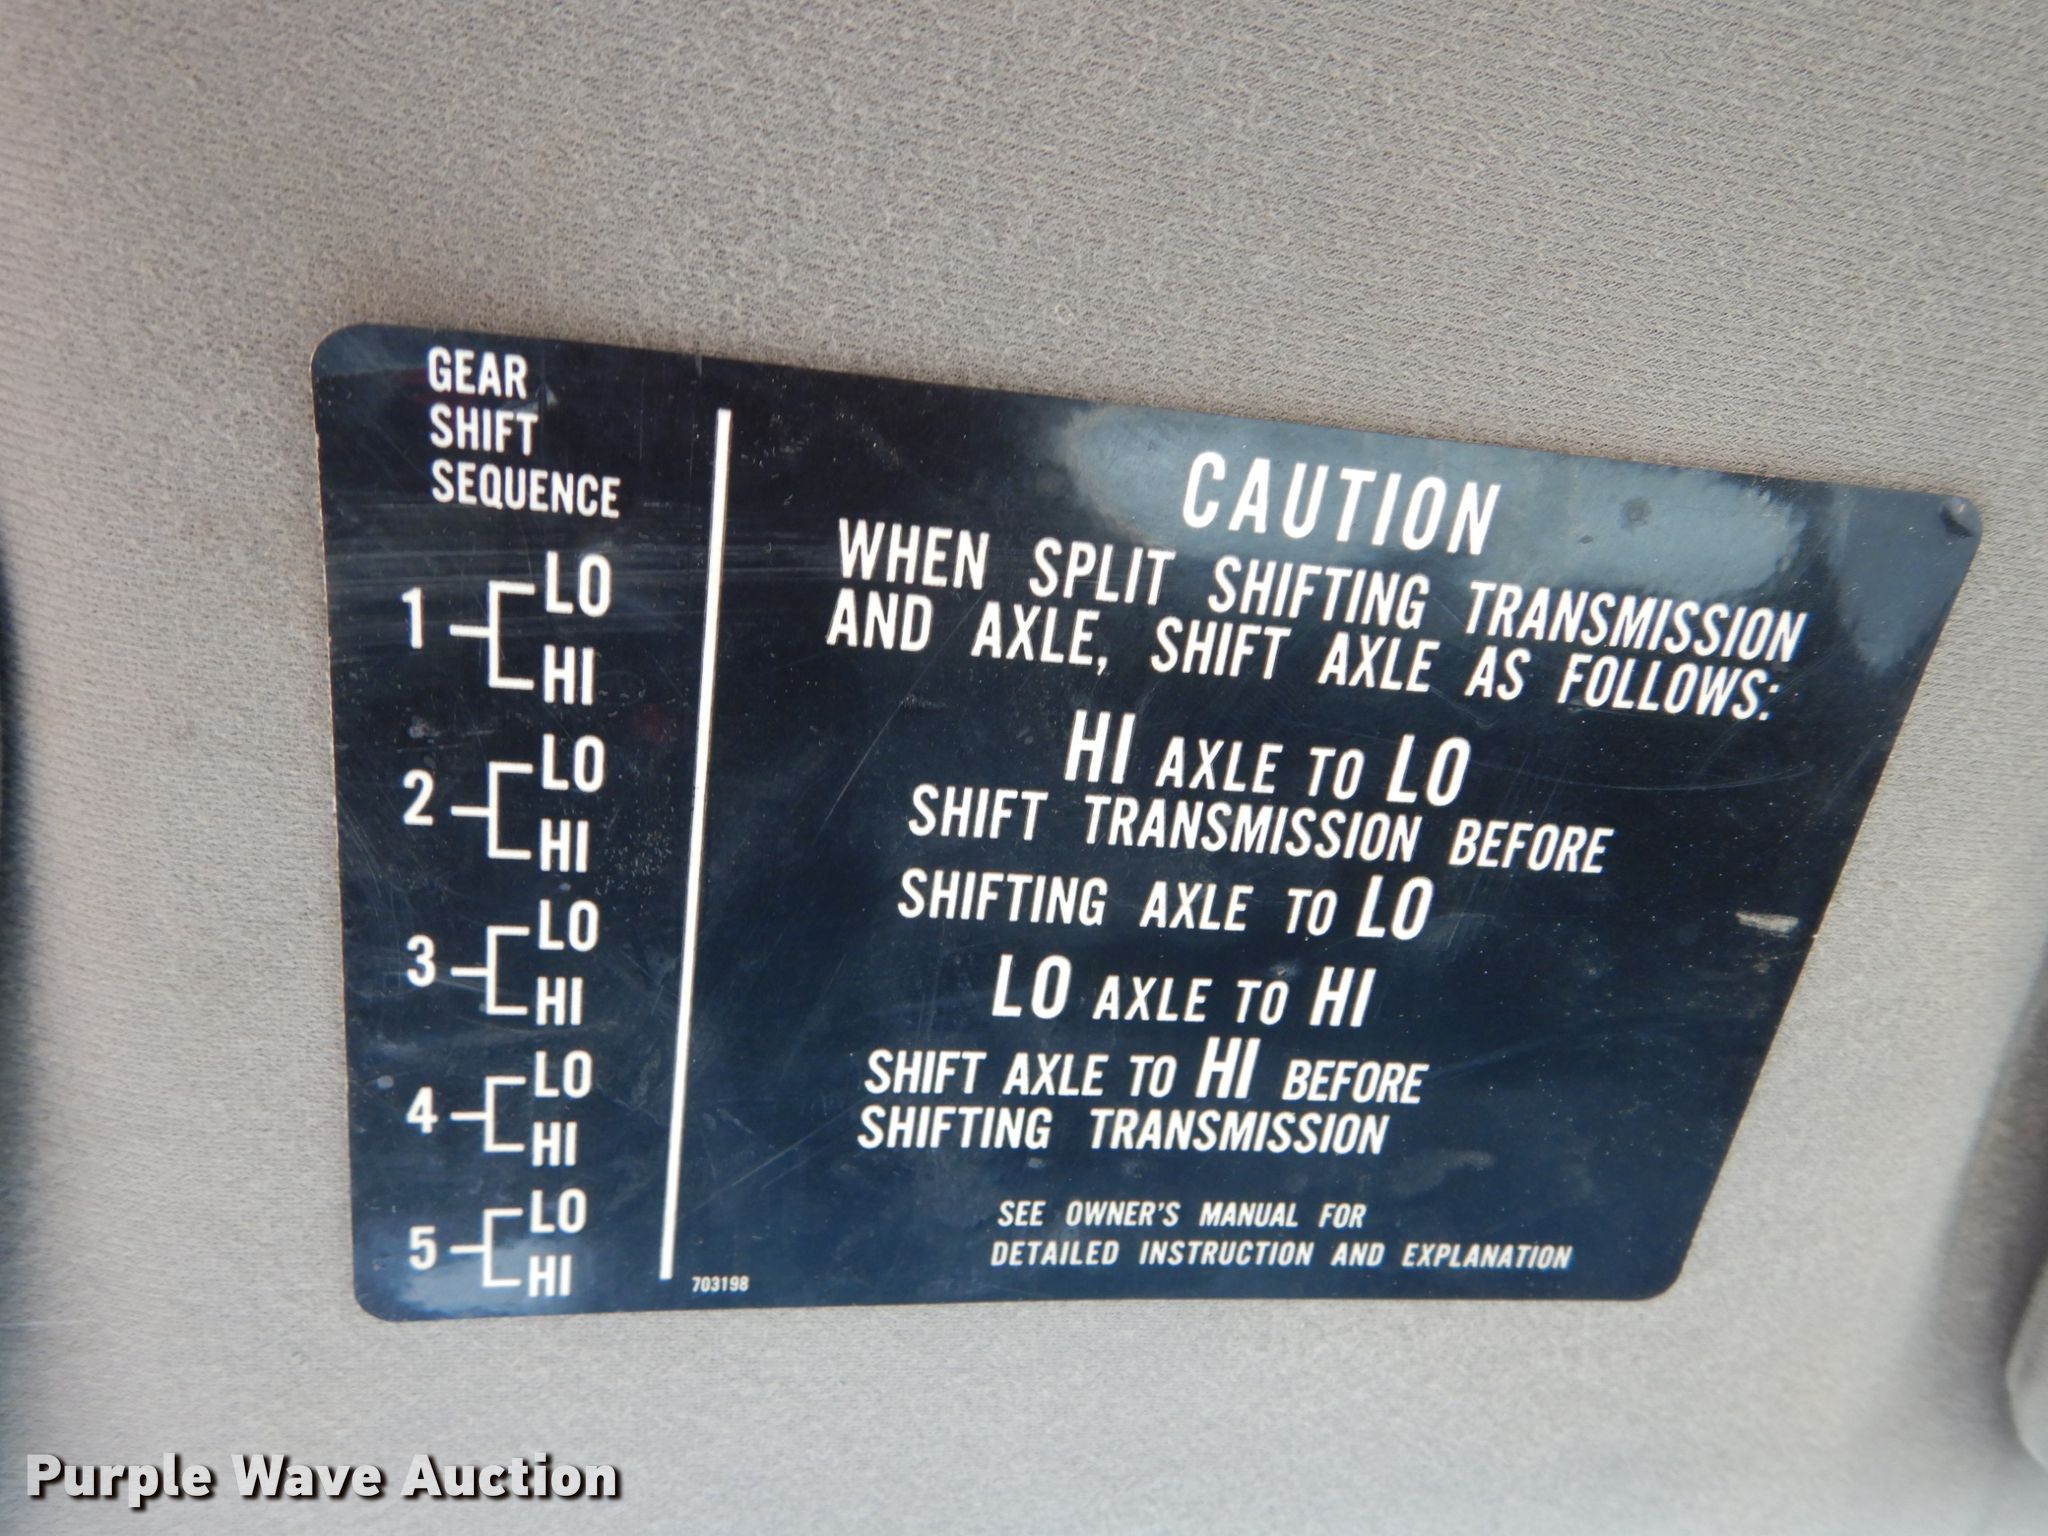 GEAR
SHIFT
SEQUENCE
1 LO
HI
2 LO
HI
3 LO
HI
4 LO
HI
5 LO
HI
CAUTION
WHEN SPLIT SHIFTING TRANSMISSION
AND AXLE, SHIFT AXLE AS FOLLOWS:
HI AXLE TO LO
SHIFT TRANSMISSION BEFORE
SHIFTING AXLE TO LO
LO AXLE TO HI
SHIFT AXLE TO HI BEFORE
SHIFTING TRANSMISSION
SEE OWNER'S MANUAL FOR
DETAILED INSTRUCTION AND EXPLANATION
703198
Purple Wave Auction